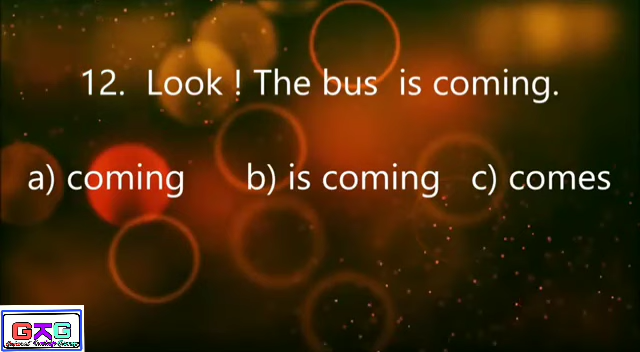 12. Look ! The bus is coming.
a) coming b) is coming c) comes
GKG